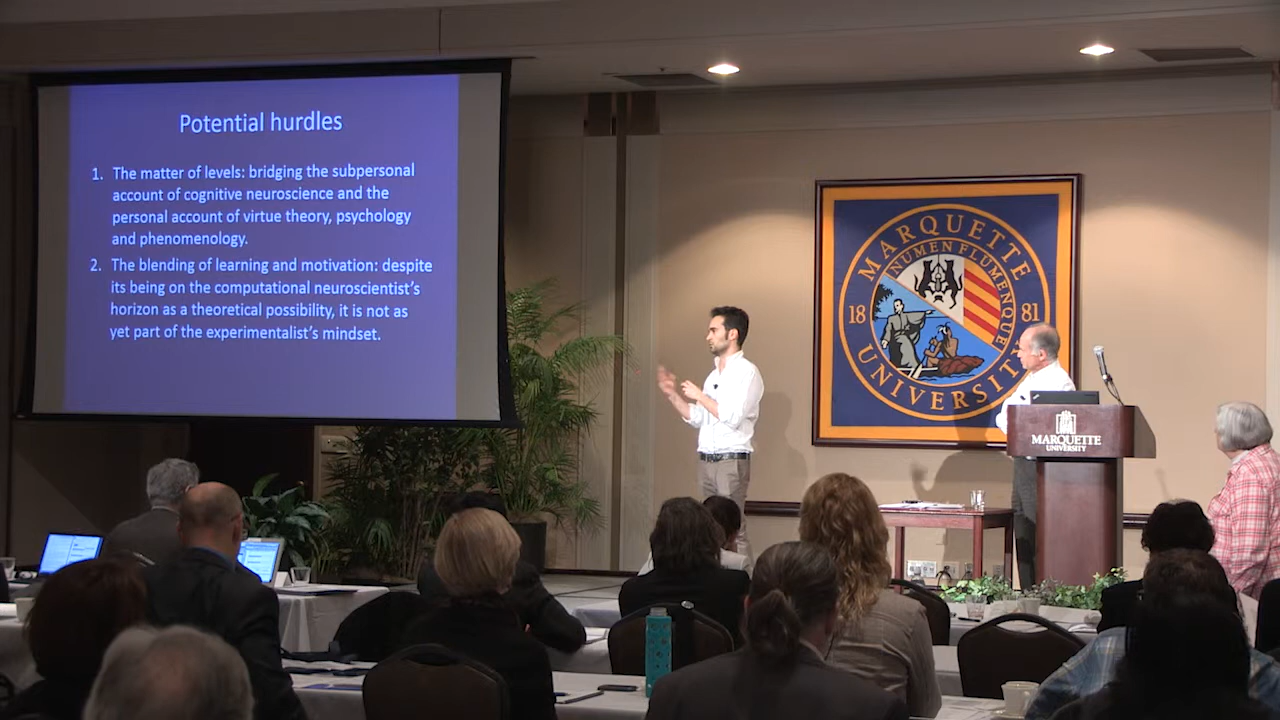 Potential hurdles
1. The matter of levels: bridging the subpersonal
account of cognitive neuroscience and the
personal account of virtue theory, psychology
and phenomenology.
2. The blending of learning and motivation: despite
its being on the computational neuroscientist's
horizon as a theoretical possibility, it is not as
yet part of the experimentalist's mindset.
MARQUETTE
NUMEN FLUMENQUE
18 81
UNIVERSITY
MARQUETTE
UNIVERSITY